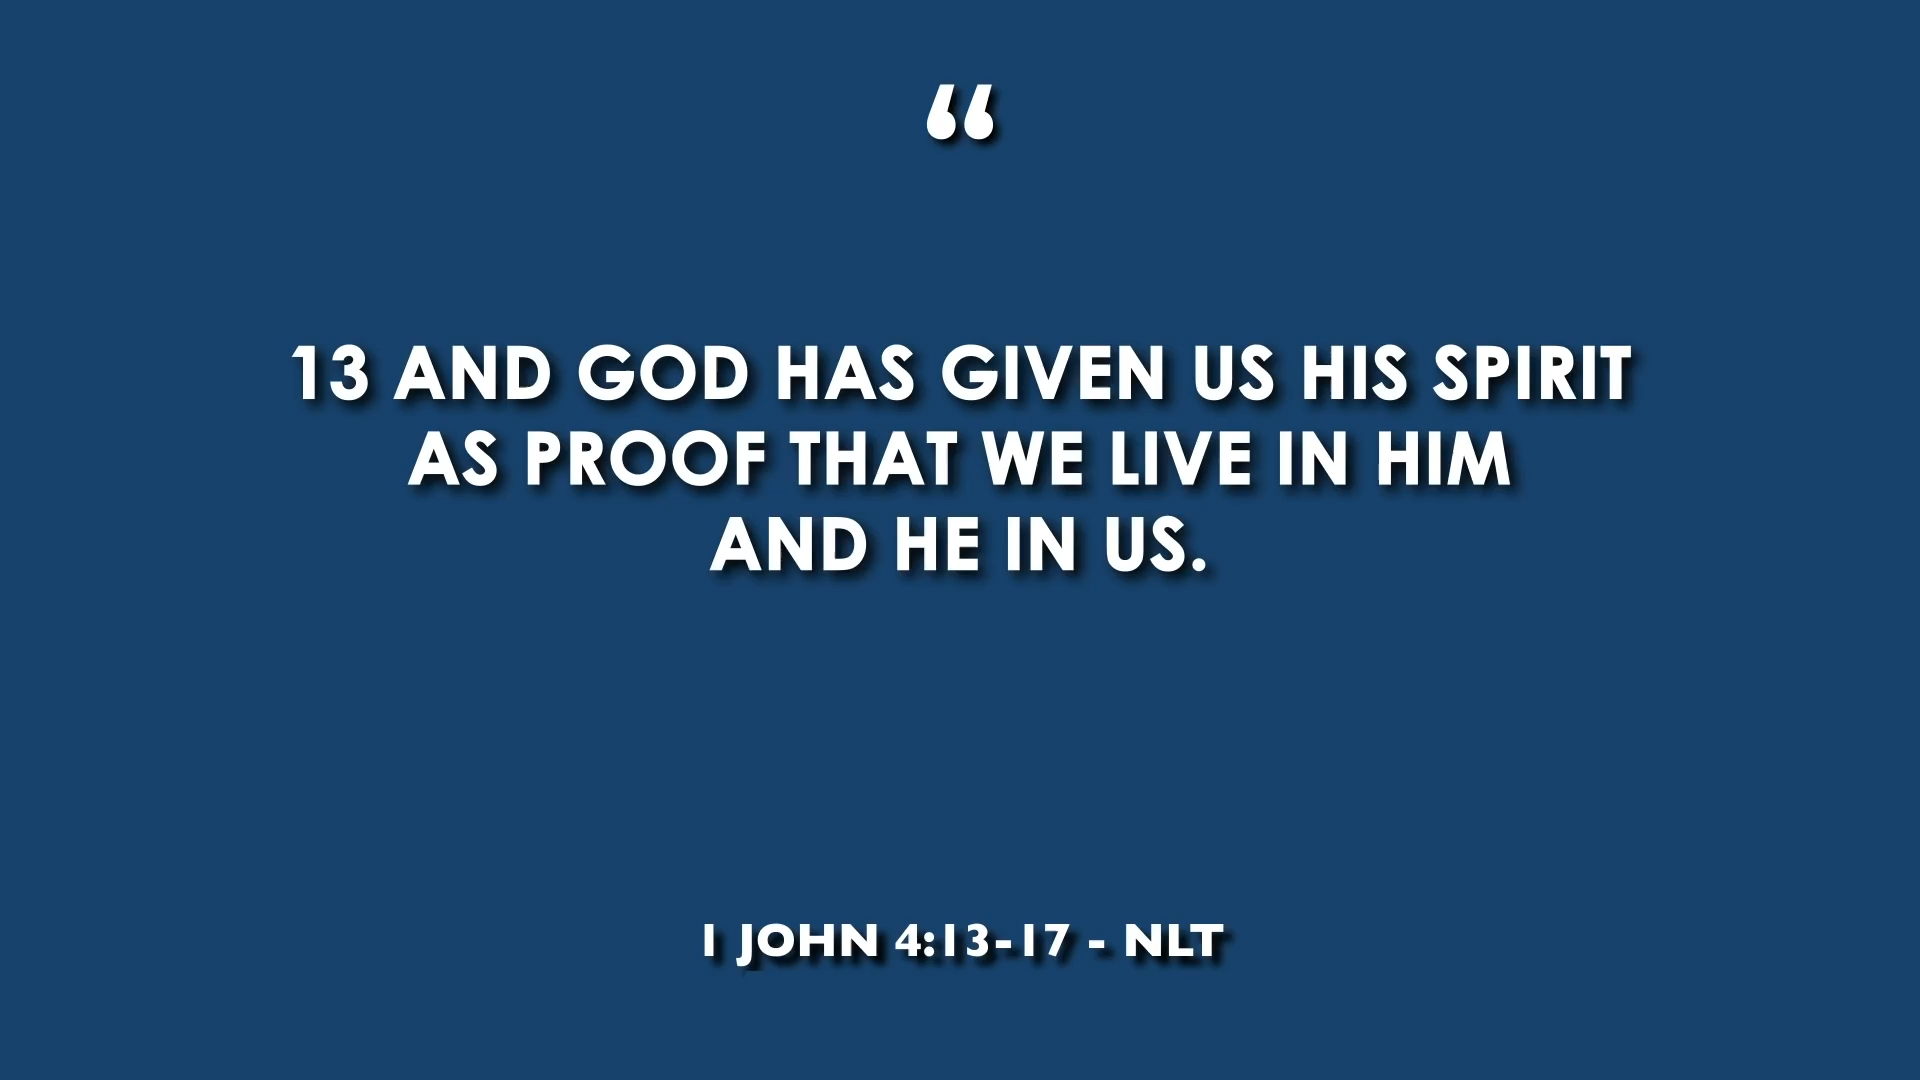 “
13 AND GOD HAS GIVEN US HIS SPIRIT
AS PROOF THAT WE LIVE IN HIM
AND HE IN US.
1 JOHN 4:13-17 - NLT